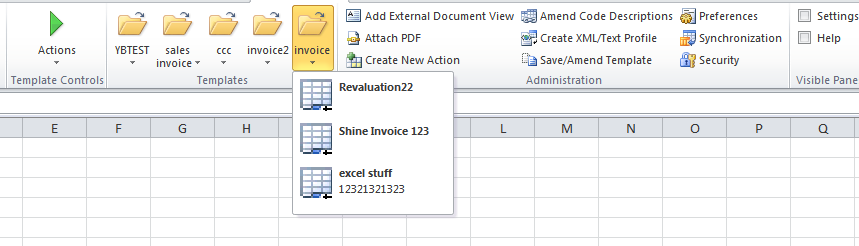 Actions
Template Controls
YBTEST
sales invoice
ccc
invoice2
invoice
Templates
Add External Document View
Attach PDF
Create New Action
Amend Code Descriptions
Create XML/Text Profile
Save/Amend Template
Preferences
Synchronization
Security
Administration
Settings
Help
Visible Pane
Revaluation22
Shine Invoice 123
excel stuff
12321321323
E F G H L M N O P Q